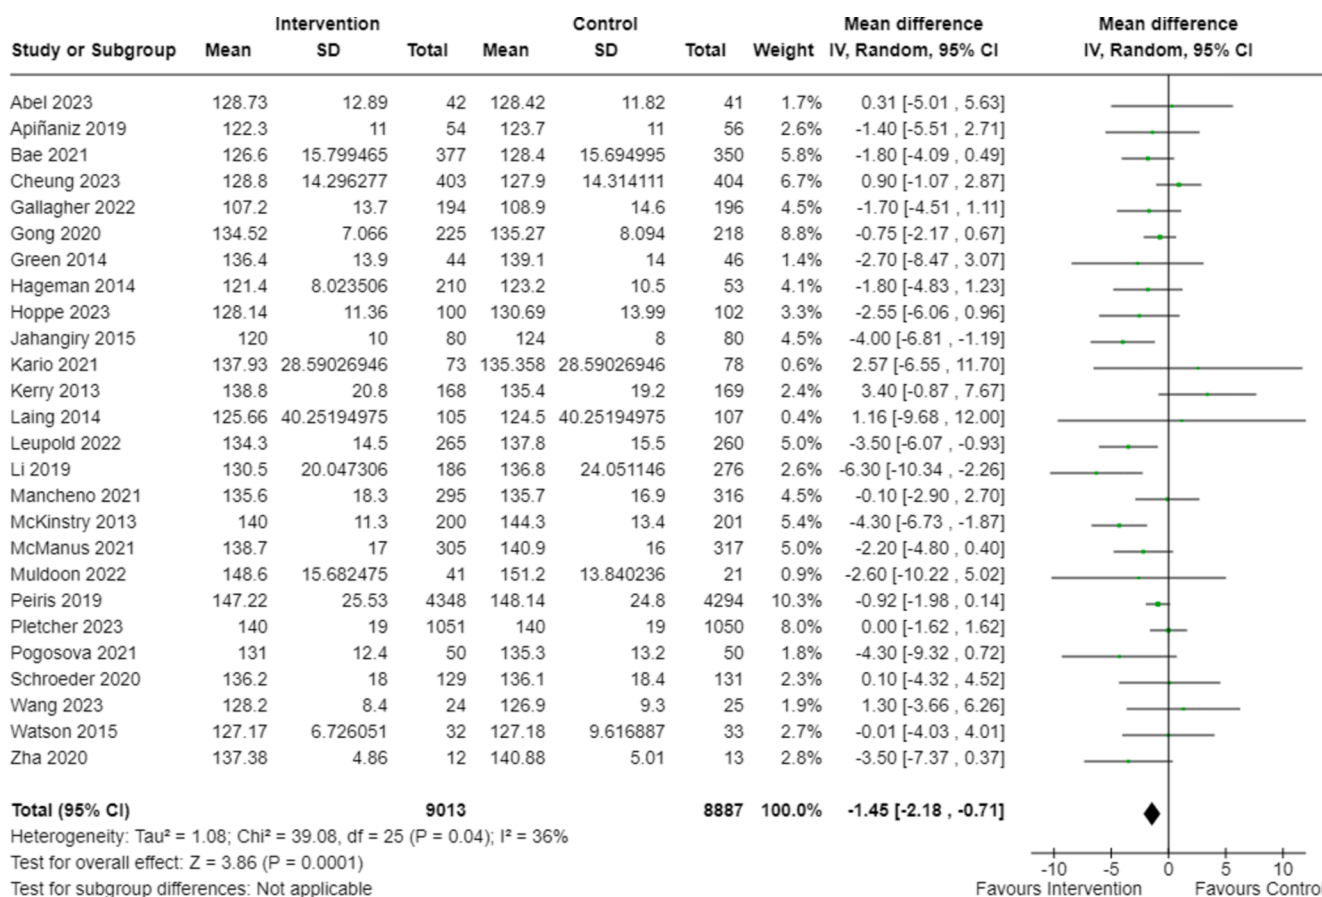 Intervention Control Mean difference Mean difference
Study or Subgroup Mean SD Total Mean SD Total Weight IV, Random, 95% CI IV, Random, 95% CI
Abel 2023 128.73 12.89 42 128.42 11.82 41 1.7% 0.31 [-5.01 , 5.63]
Apiñaniz 2019 122.3 11 54 123.7 11 56 2.6% -1.40 [-5.51 , 2.71]
Bae 2021 126.6 15.799465 377 128.4 15.694995 350 5.8% -1.80 [-4.09 , 0.49]
Cheung 2023 128.8 14.296277 403 127.9 14.314111 404 6.7% 0.90 [-1.07 , 2.87]
Gallagher 2022 107.2 13.7 194 108.9 14.6 196 4.5% -1.70 [-4.51 , 1.11]
Gong 2020 134.52 7.066 225 135.27 8.094 218 8.8% -0.75 [-2.17 , 0.67]
Green 2014 136.4 13.9 44 139.1 14 46 1.4% -2.70 [-8.47 , 3.07]
Hageman 2014 121.4 8.023506 210 123.2 10.5 53 4.1% -1.80 [-4.83 , 1.23]
Hoppe 2023 128.14 11.36 100 130.69 13.99 102 3.3% -2.55 [-6.06 , 0.96]
Jahangiry 2015 120 10 80 124 8 80 4.5% -4.00 [-6.81 , -1.19]
Kario 2021 137.93 28.59026946 73 135.358 28.59026946 78 0.6% 2.57 [-6.55 , 11.70]
Kerry 2013 138.8 20.8 168 135.4 19.2 169 2.4% 3.40 [-0.87 , 7.67]
Laing 2014 125.66 40.25194975 105 124.5 40.25194975 107 0.4% 1.16 [-9.68 , 12.00]
Leupold 2022 134.3 14.5 265 137.8 15.5 260 5.0% -3.50 [-6.07 , -0.93]
Li 2019 130.5 20.047306 186 136.8 24.051146 276 2.6% -6.30 [-10.34 , -2.26]
Mancheno 2021 135.6 18.3 295 135.7 16.9 316 4.5% -0.10 [-2.90 , 2.70]
McKinstry 2013 140 11.3 200 144.3 13.4 201 5.4% -4.30 [-6.73 , -1.87]
McManus 2021 138.7 17 305 140.9 16 317 5.0% -2.20 [-4.80 , 0.40]
Muldoon 2022 148.6 15.682475 41 151.2 13.840236 21 0.9% -2.60 [-10.22 , 5.02]
Peiris 2019 147.22 25.53 4348 148.14 24.8 4294 10.3% -0.92 [-1.98 , 0.14]
Pletcher 2023 140 19 1051 140 19 1050 8.0% 0.00 [-1.62 , 1.62]
Pogosova 2021 131 12.4 50 135.3 13.2 50 1.8% -4.30 [-9.32 , 0.72]
Schroeder 2020 136.2 18 129 136.1 18.4 131 2.3% 0.10 [-4.32 , 4.52]
Wang 2023 128.2 8.4 24 126.9 9.3 25 1.9% 1.30 [-3.66 , 6.26]
Watson 2015 127.17 6.726051 32 127.18 9.616887 33 2.7% -0.01 [-4.03 , 4.01]
Zha 2020 137.38 4.86 12 140.88 5.01 13 2.8% -3.50 [-7.37 , 0.37]
Total (95% CI) 9013 8887 100.0% -1.45 [-2.18 , -0.71]
Heterogeneity: Tau² = 1.08; Chi² = 39.08, df = 25 (P = 0.04); I² = 36%
Test for overall effect: Z = 3.86 (P = 0.0001)
Test for subgroup differences: Not applicable
-10 -5 0 5 10
Favours Intervention Favours Control